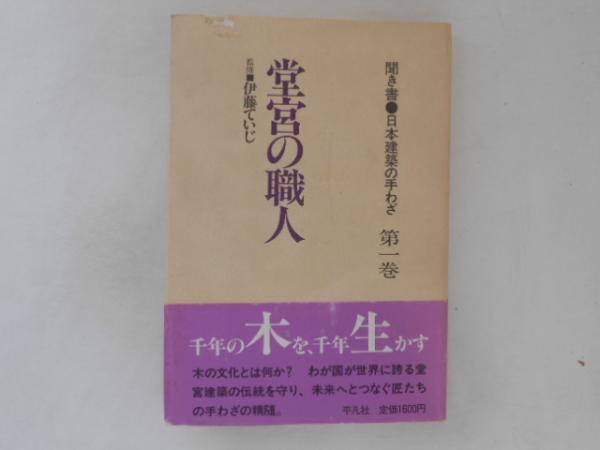 聞き書●日本建築の手わざ 第一巻
堂宮の職人
監修■伊藤ていじ
千年の木を、千年生かす
木の文化とは何か? わが国が世界に誇る堂
宮建築の伝統を守り、未来へとつなぐ匠たち
の手わざの精随。
平凡社 定価1600円